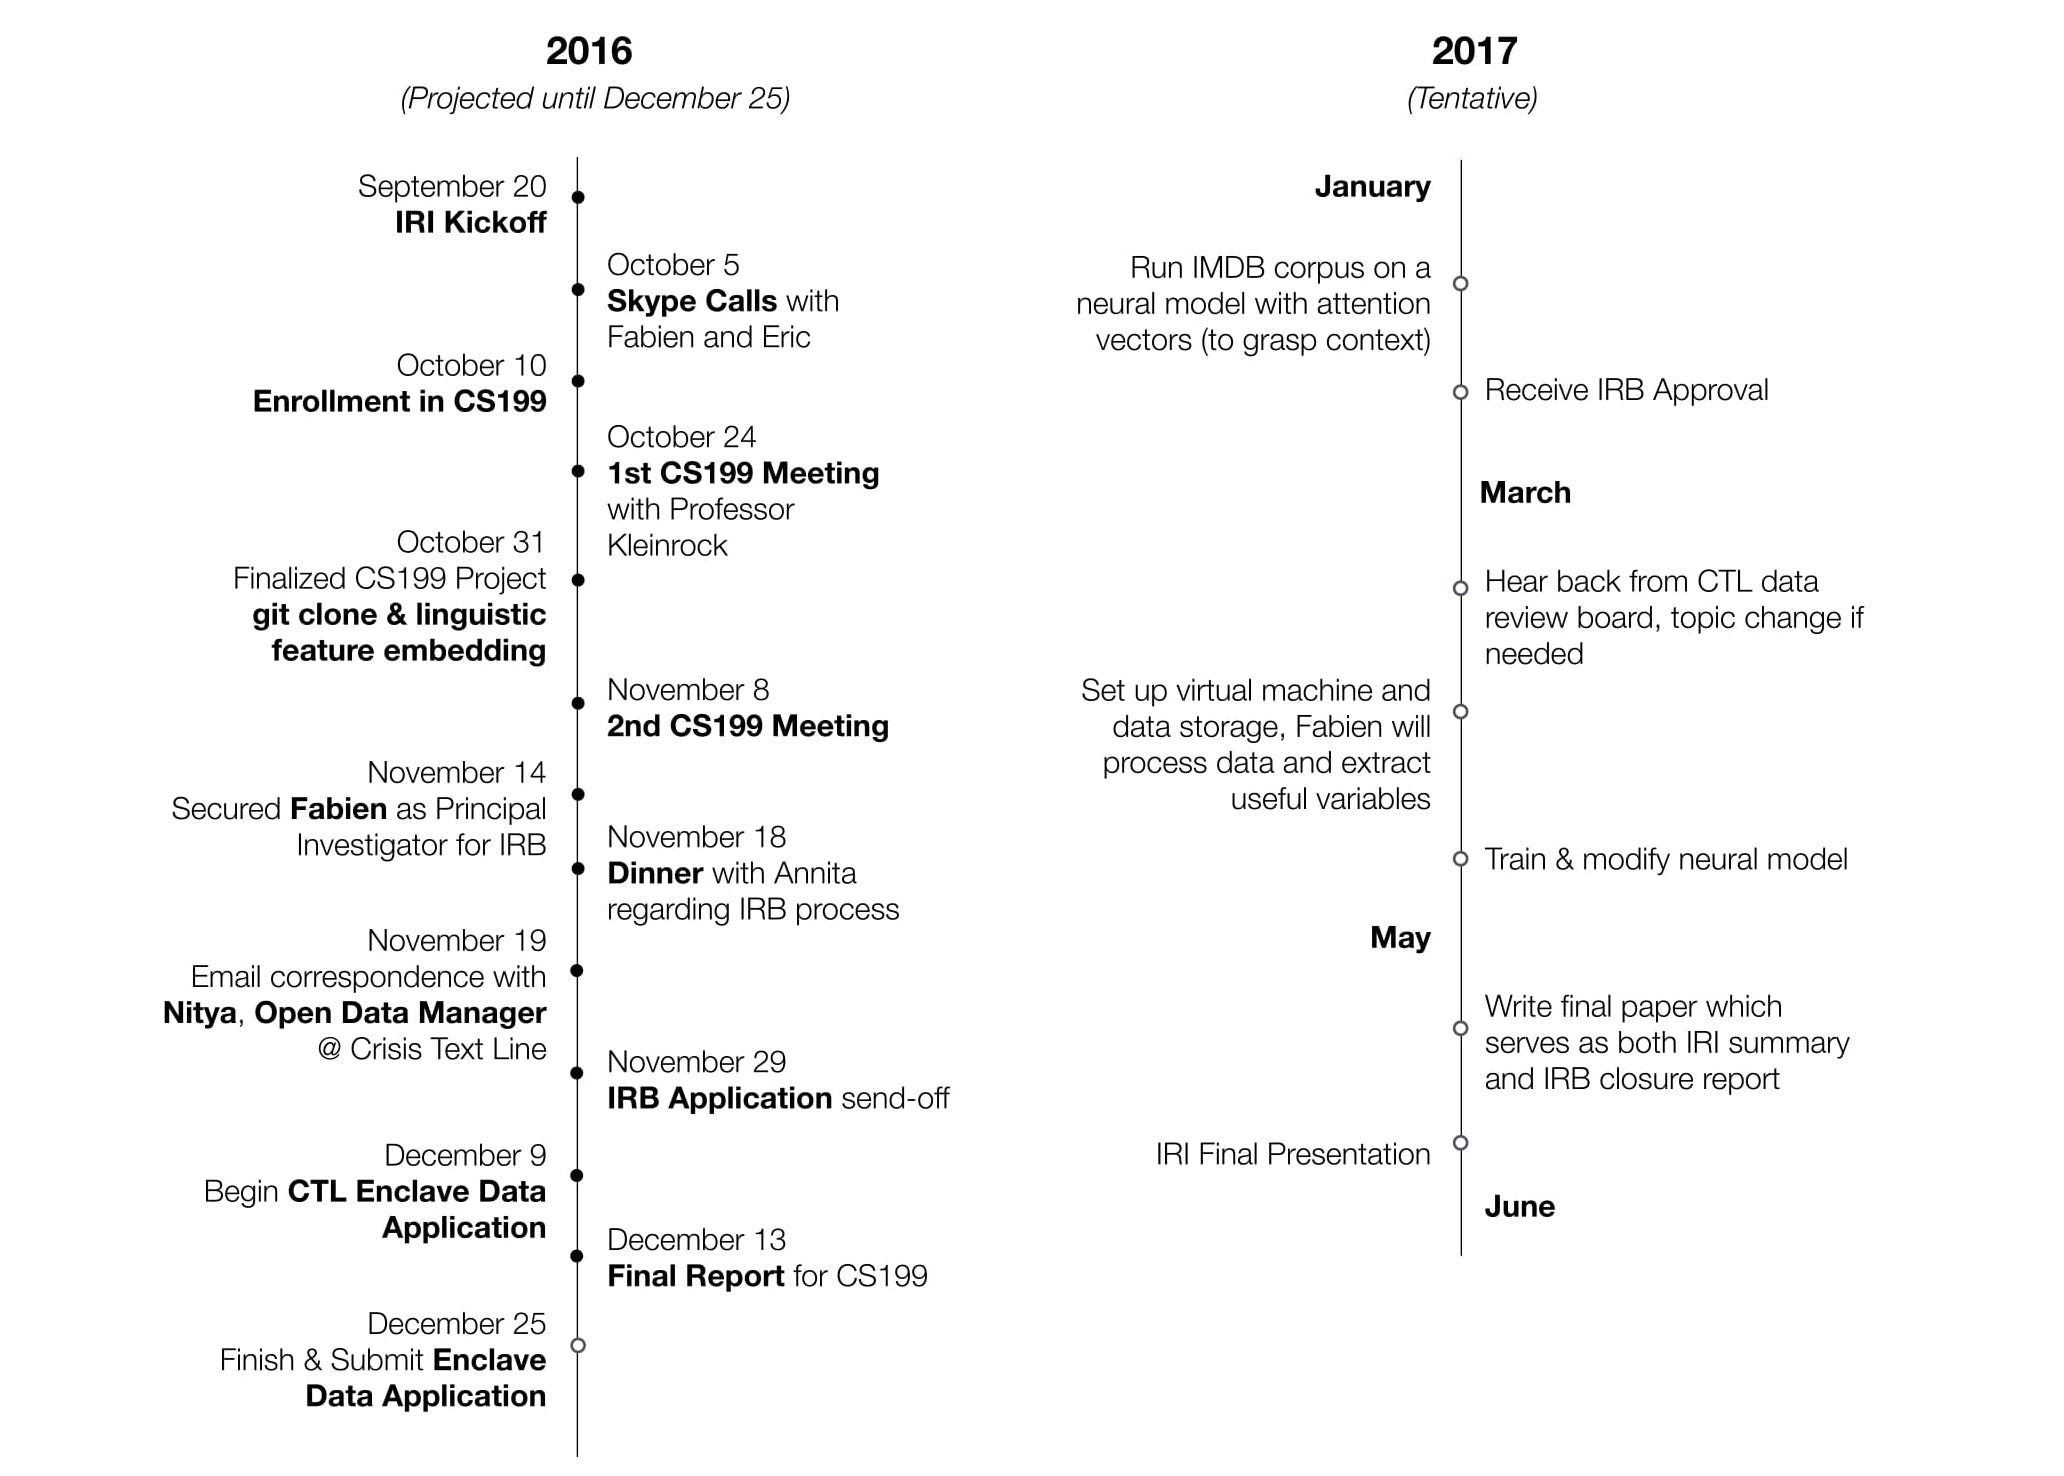 2016
(Projected until December 25)
September 20
IRI Kickoff
October 5
Skype Calls with
Fabien and Eric
October 10
Enrollment in CS199
October 24
1st CS199 Meeting
with Professor
Kleinrock
October 31
Finalized CS199 Project
git clone & linguistic
feature embedding
November 8
2nd CS199 Meeting
November 14
Secured Fabien as Principal
Investigator for IRB
November 18
Dinner with Annita
regarding IRB process
November 19
Email correspondence with
Nitya, Open Data Manager
@ Crisis Text Line
November 29
IRB Application send-off
December 9
Begin CTL Enclave Data
Application
December 13
Final Report for CS199
December 25
Finish & Submit Enclave
Data Application
2017
(Tentative)
January
Run IMDB corpus on a
neural model with attention
vectors (to grasp context)
Receive IRB Approval
March
Hear back from CTL data
review board, topic change if
needed
Set up virtual machine and
data storage, Fabien will
process data and extract
useful variables
Train & modify neural model
May
Write final paper which
serves as both IRI summary
and IRB closure report
IRI Final Presentation
June